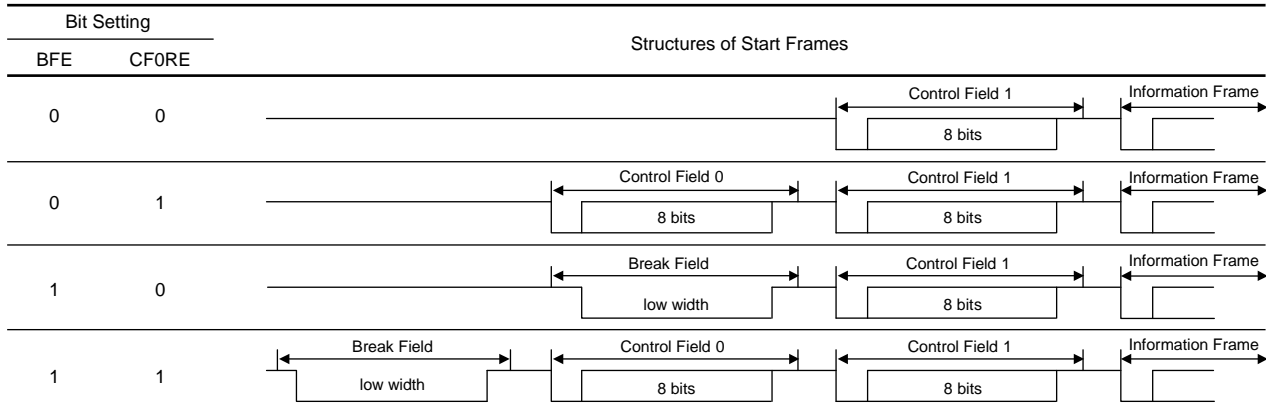 Bit Setting
Structures of Start Frames
BFE CF0RE
Control Field 1 Information Frame
0 0
8 bits
Control Field 0 Control Field 1 Information Frame
0 1
8 bits 8 bits
Break Field Control Field 1 Information Frame
1 0
low width 8 bits
Break Field Control Field 0 Control Field 1 Information Frame
1 1
low width 8 bits 8 bits